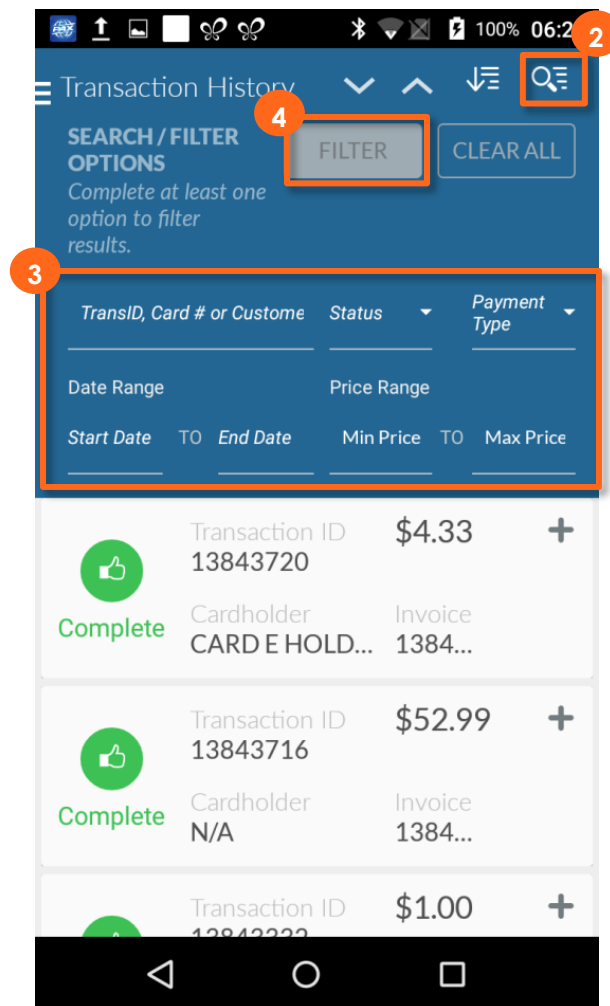 100% 06:2
2
Transaction History
4
SEARCH / FILTER
OPTIONS
FILTER
CLEAR ALL
Complete at least one
option to filter
results.
3
TransID, Card # or Custome
Status
Payment
Type
Date Range
Price Range
Start Date TO End Date
Min Price TO Max Price
Transaction ID
$4.33
13843720
Complete
Cardholder
Invoice
CARD E HOLD...
1384...
Transaction ID
$52.99
13843716
Complete
Cardholder
Invoice
N/A
1384...
Transaction ID
$1.00